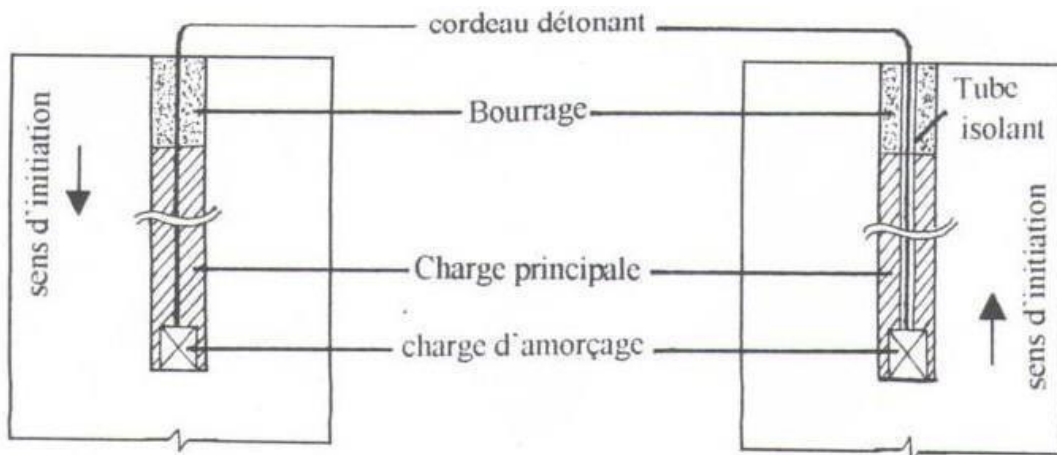 cordeau détonant
Bourrage
Tube
isolant
sens d'initiation
Charge principale
sens d'initiation
charge d'amorçage